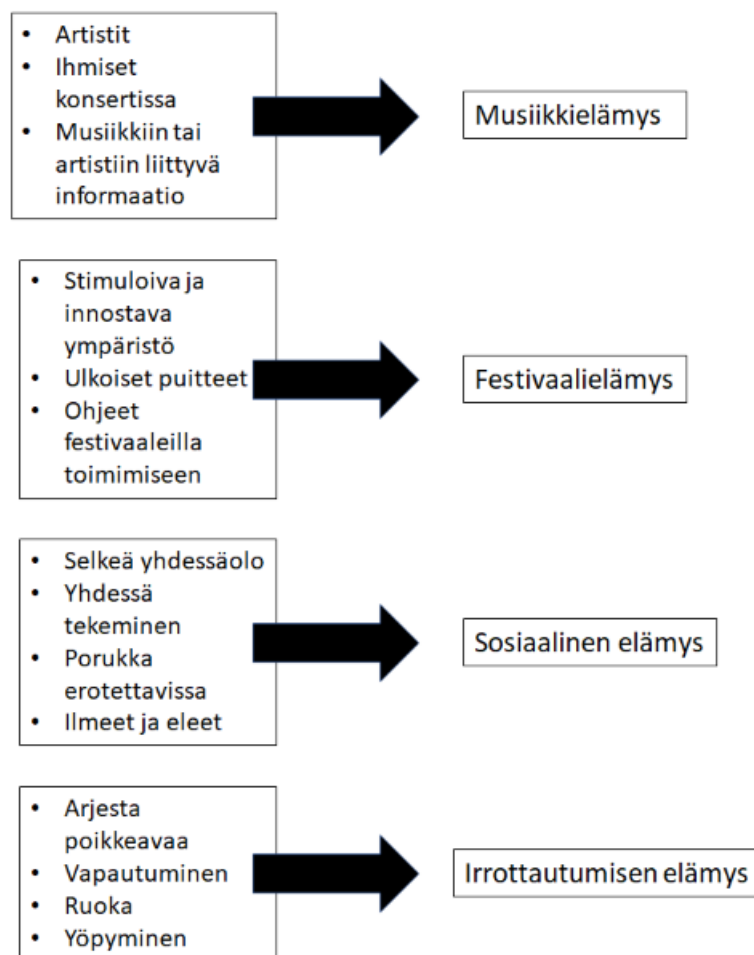 • Artistit
• Ihmiset
konsertissa
• Musiikkiin tai
artistiin liittyvä
informaatio
Musiikkielämys
• Stimuloiva ja
innostava
ympäristö
• Ulkoiset puitteet
• Ohjeet
festivaaleilla
toimimiseen
Festivaalielämys
• Selkeä yhdessäolo
• Yhdessä
tekeminen
• Porukka
erotettavissa
• Ilmeet ja eleet
Sosiaalinen elämys
• Arjesta
poikkeavaa
• Vapautuminen
• Ruoka
• Yöpyminen
Irrottautumisen elämys